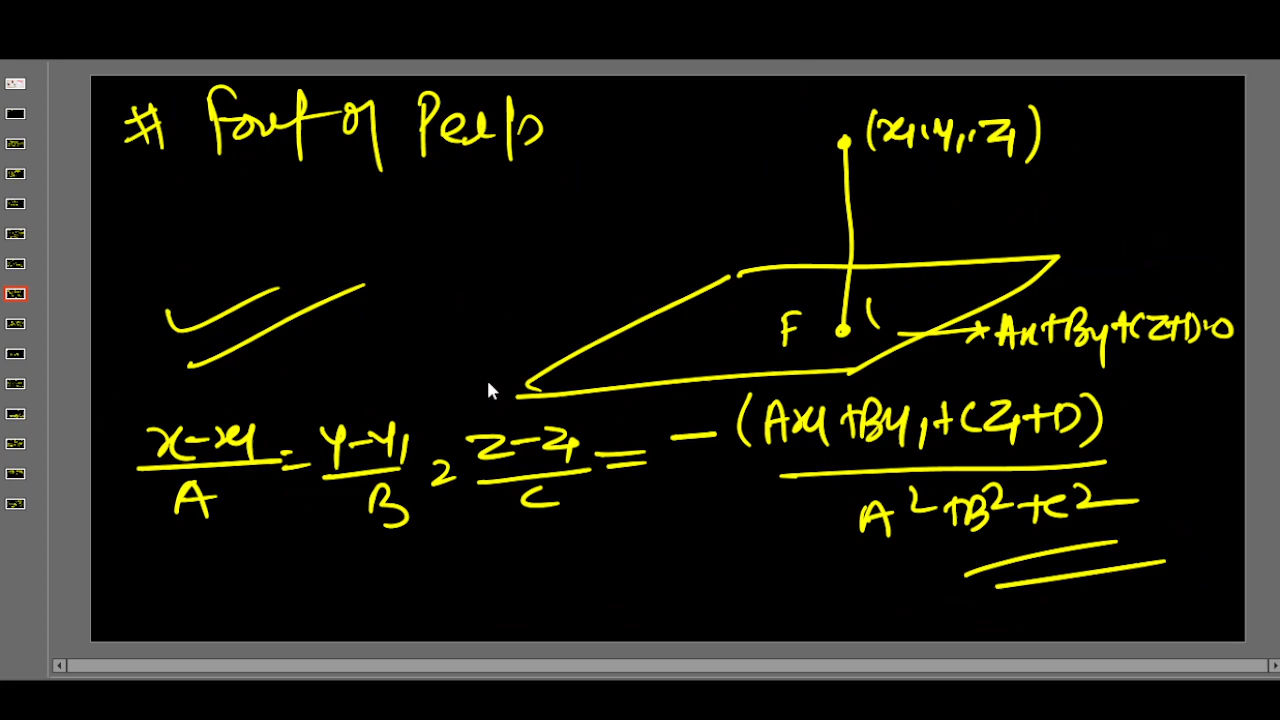 # Foot of Perp
(x₁, y₁, z₁)
F
Ax+By+Cz+D=0
(x-x₁)/A = (y-y₁)/B = (z-z₁)/C = -(Ax₁+By₁+Cz₁+D)/(A²+B²+C²)